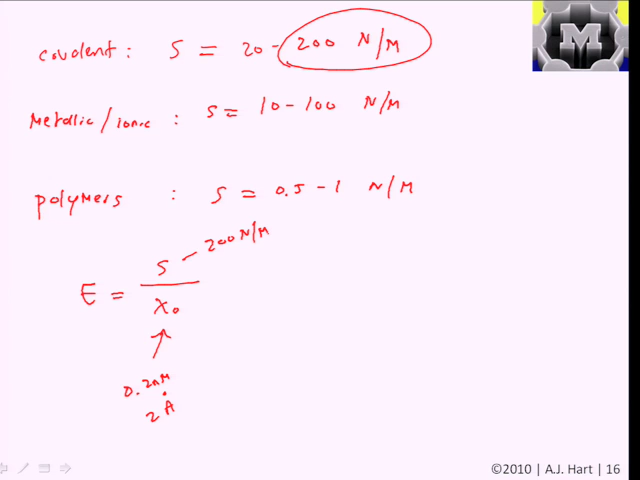 covalent : S = 20 - 200 N/M
Metallic/ionic : S = 10 - 100 N/M
polymers : S = 0.5 - 1 N/M
E = S / x₀
200 N/M
0.2nM
2 Å
M
©2010 | A.J. Hart | 16